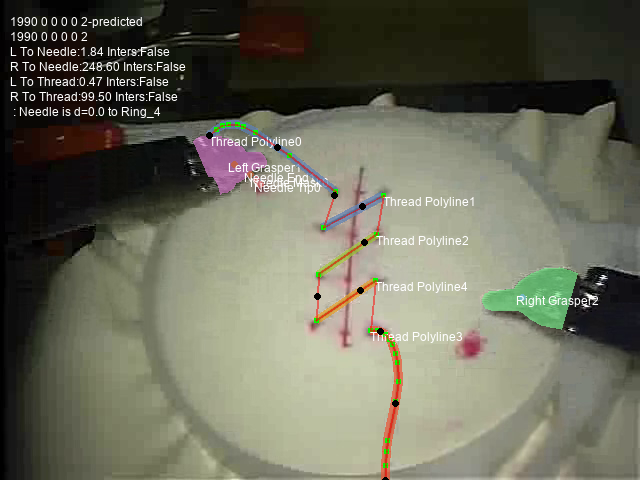 1990 0 0 0 0 2-predicted
1990 0 0 0 0 2
L To Needle:1.84 Inters:False
R To Needle:248.60 Inters:False
L To Thread:0.47 Inters:False
R To Thread:99.50 Inters:False
: Needle is d=0.0 to Ring_4
Thread Polyline0
Left Grasper
Needle End
Needle Mask
Needle Tip0
Thread Polyline1
Thread Polyline2
Thread Polyline4
Right Grasper2
Thread Polyline3